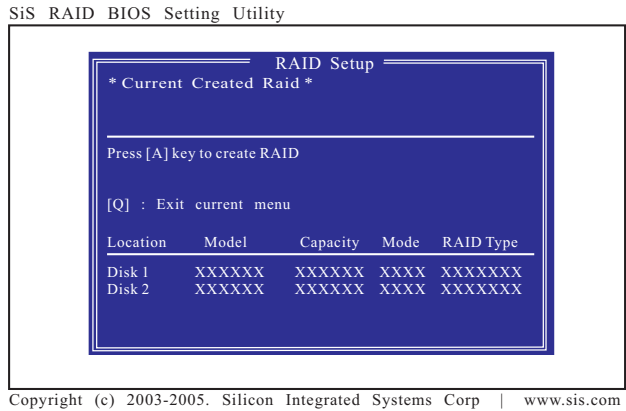 SiS RAID BIOS Setting Utility
RAID Setup
* Current Created Raid *
Press [A] key to create RAID
[Q] : Exit current menu
Location Model Capacity Mode RAID Type
Disk 1 XXXXXX XXXXXX XXXX XXXXXXX
Disk 2 XXXXXX XXXXXX XXXX XXXXXXX
Copyright (c) 2003-2005. Silicon Integrated Systems Corp | www.sis.com